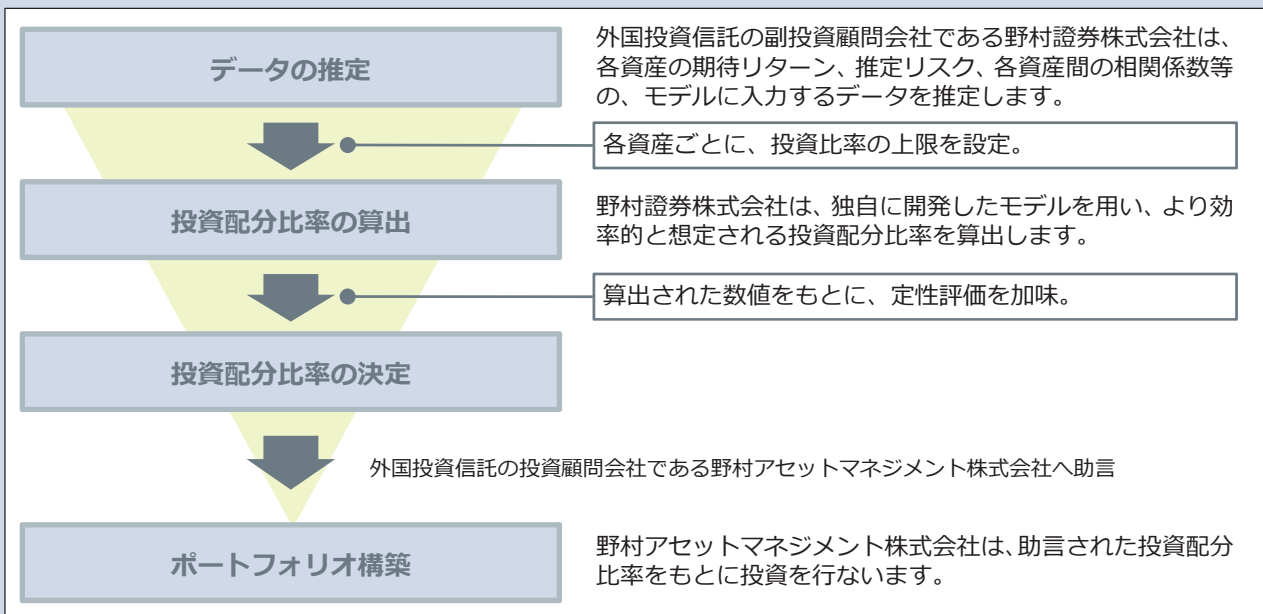 データの推定
外国投資信託の副投資顧問会社である野村證券株式会社は、
各資産の期待リターン、推定リスク、各資産間の相関係数等
の、モデルに入力するデータを推定します。
各資産ごとに、投資比率の上限を設定。
投資配分比率の算出
野村證券株式会社は、独自に開発したモデルを用い、より効
率的と想定される投資配分比率を算出します。
算出された数値をもとに、定性評価を加味。
投資配分比率の決定
外国投資信託の投資顧問会社である野村アセットマネジメント株式会社へ助言
ポートフォリオ構築
野村アセットマネジメント株式会社は、助言された投資配分
比率をもとに投資を行ないます。